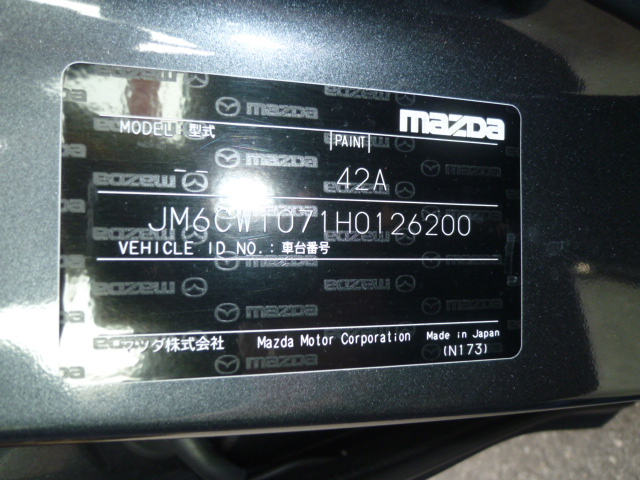 mazda
MODEL : 型式
PAINT
-- 42A
JM6CW1071H0126200
VEHICLE ID NO. : 車台番号
マツダ株式会社 Mazda Motor Corporation Made in Japan
(N173)